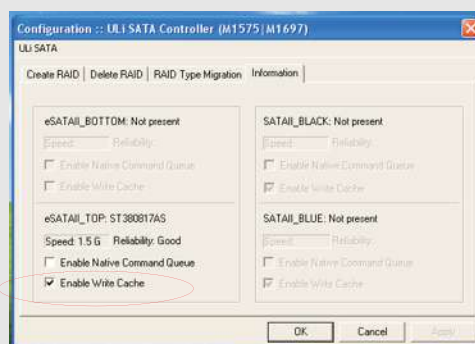 Configuration :: ULi SATA Controller (M1575|M1697)
ULi SATA
Create RAID Delete RAID RAID Type Migration Information
eSATAII_BOTTOM: Not present
Speed: Reliability:
Enable Native Command Queue
Enable Write Cache
eSATAII_TOP: ST380817AS
Speed: 1.5 G Reliability: Good
Enable Native Command Queue
Enable Write Cache
SATAII_BLACK: Not present
Speed: Reliability:
Enable Native Command Queue
Enable Write Cache
SATAII_BLUE: Not present
Speed: Reliability:
Enable Native Command Queue
Enable Write Cache
OK Cancel Apply